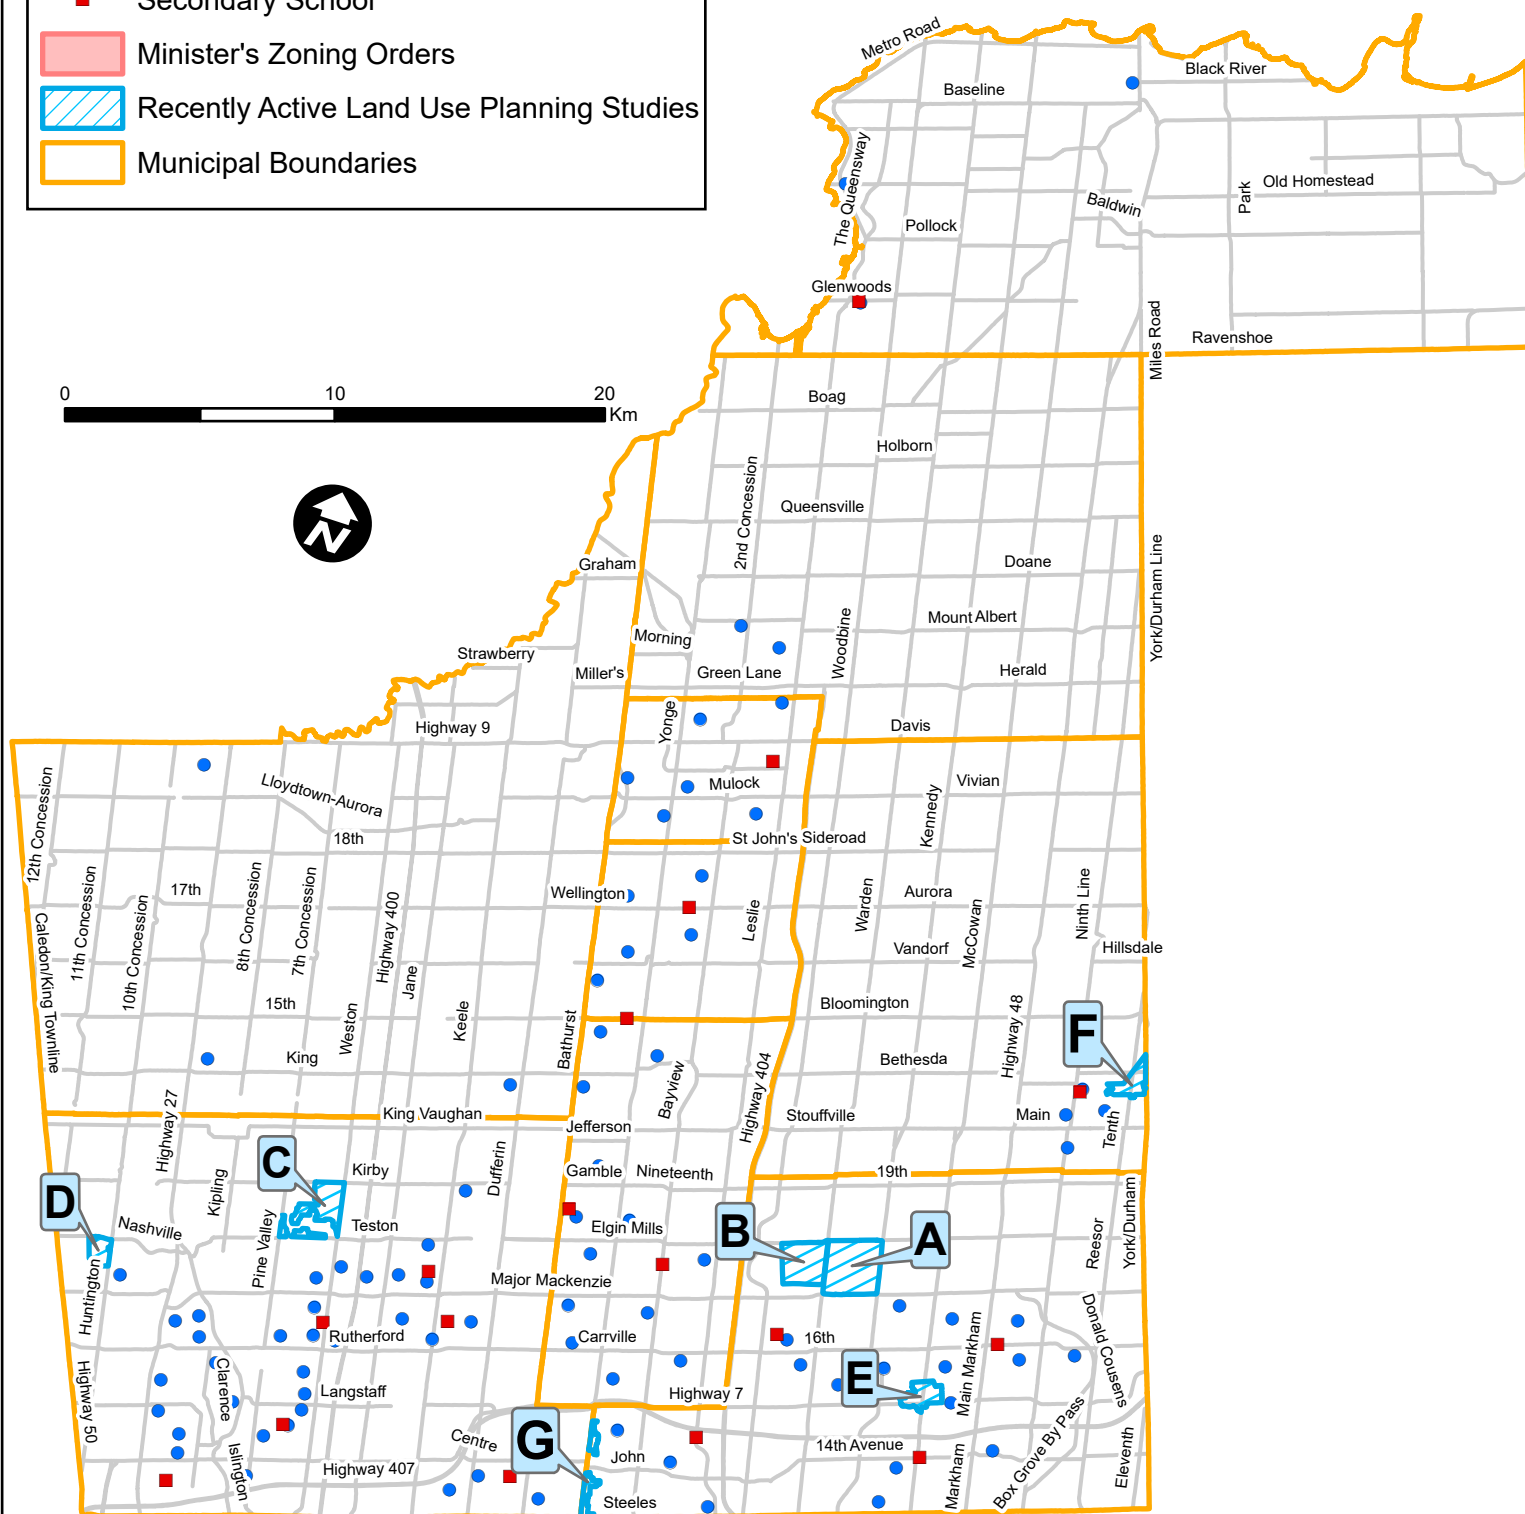 Secondary School
Minister's Zoning Orders
Recently Active Land Use Planning Studies
Municipal Boundaries
Metro Road
Black River
Baseline
The Queensway
Old Homestead
Park
Baldwin
Pollock
Glenwoods
Miles Road
Ravenshoe
0
10
20
Km
Boag
Holborn
N
2nd Concession
Queensville
Graham
Doane
York/Durham Line
Mount Albert
Woodbine
Morning
Strawberry
Miller's
Green Lane
Herald
Highway 9
Yonge
Davis
12th Concession
Lloydtown-Aurora
Mulock
Vivian
Kennedy
18th
St John's Sideroad
17th
Wellington
Aurora
11th Concession
10th Concession
8th Concession
7th Concession
Highway 400
Jane
Leslie
Warden
McCowan
Ninth Line
Vandorf
Hillsdale
Caledon/King Townline
15th
Weston
Keele
Bathurst
Bloomington
Highway 48
F
King
Bayview
Highway 404
Bethesda
Highway 27
King Vaughan
Jefferson
Stouffville
Main
Tenth
C
Kirby
Dufferin
Gamble
Nineteenth
19th
D
Kipling
Nashville
Pine Valley
Teston
Elgin Mills
B
A
Reesor
York/Durham
Huntington
Major Mackenzie
Rutherford
Carrville
16th
Main Markham
Donald Cousens
Highway 50
Clarence
Langstaff
Highway 7
E
Islington
Centre
G
John
14th Avenue
Box Grove By Pass
Eleventh
Highway 407
Markham
Steeles